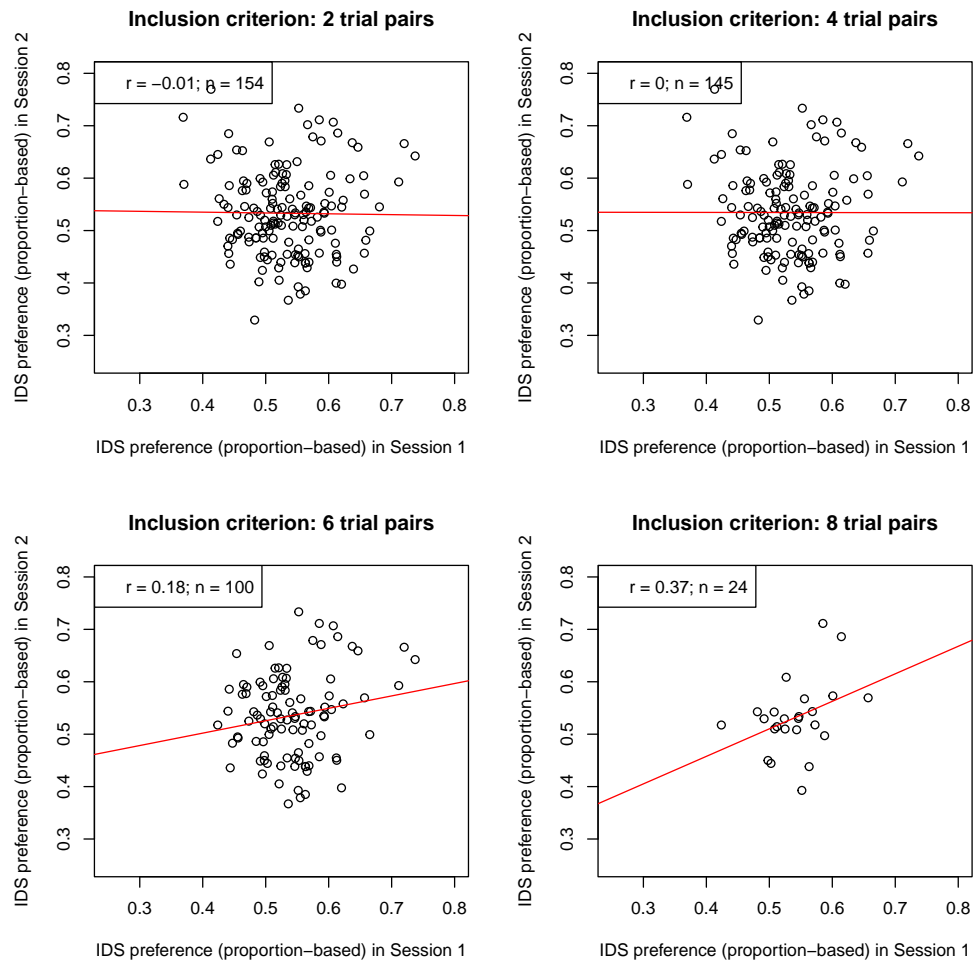 Inclusion criterion: 2 trial pairs
IDS preference (proportion−based) in Session 2
0.8
0.7
0.6
0.5
0.4
0.3
r = −0.01; n = 154
0.3 0.4 0.5 0.6 0.7 0.8
IDS preference (proportion−based) in Session 1
Inclusion criterion: 4 trial pairs
IDS preference (proportion−based) in Session 2
0.8
0.7
0.6
0.5
0.4
0.3
r = 0; n = 145
0.3 0.4 0.5 0.6 0.7 0.8
IDS preference (proportion−based) in Session 1
Inclusion criterion: 6 trial pairs
IDS preference (proportion−based) in Session 2
0.8
0.7
0.6
0.5
0.4
0.3
r = 0.18; n = 100
0.3 0.4 0.5 0.6 0.7 0.8
IDS preference (proportion−based) in Session 1
Inclusion criterion: 8 trial pairs
IDS preference (proportion−based) in Session 2
0.8
0.7
0.6
0.5
0.4
0.3
r = 0.37; n = 24
0.3 0.4 0.5 0.6 0.7 0.8
IDS preference (proportion−based) in Session 1